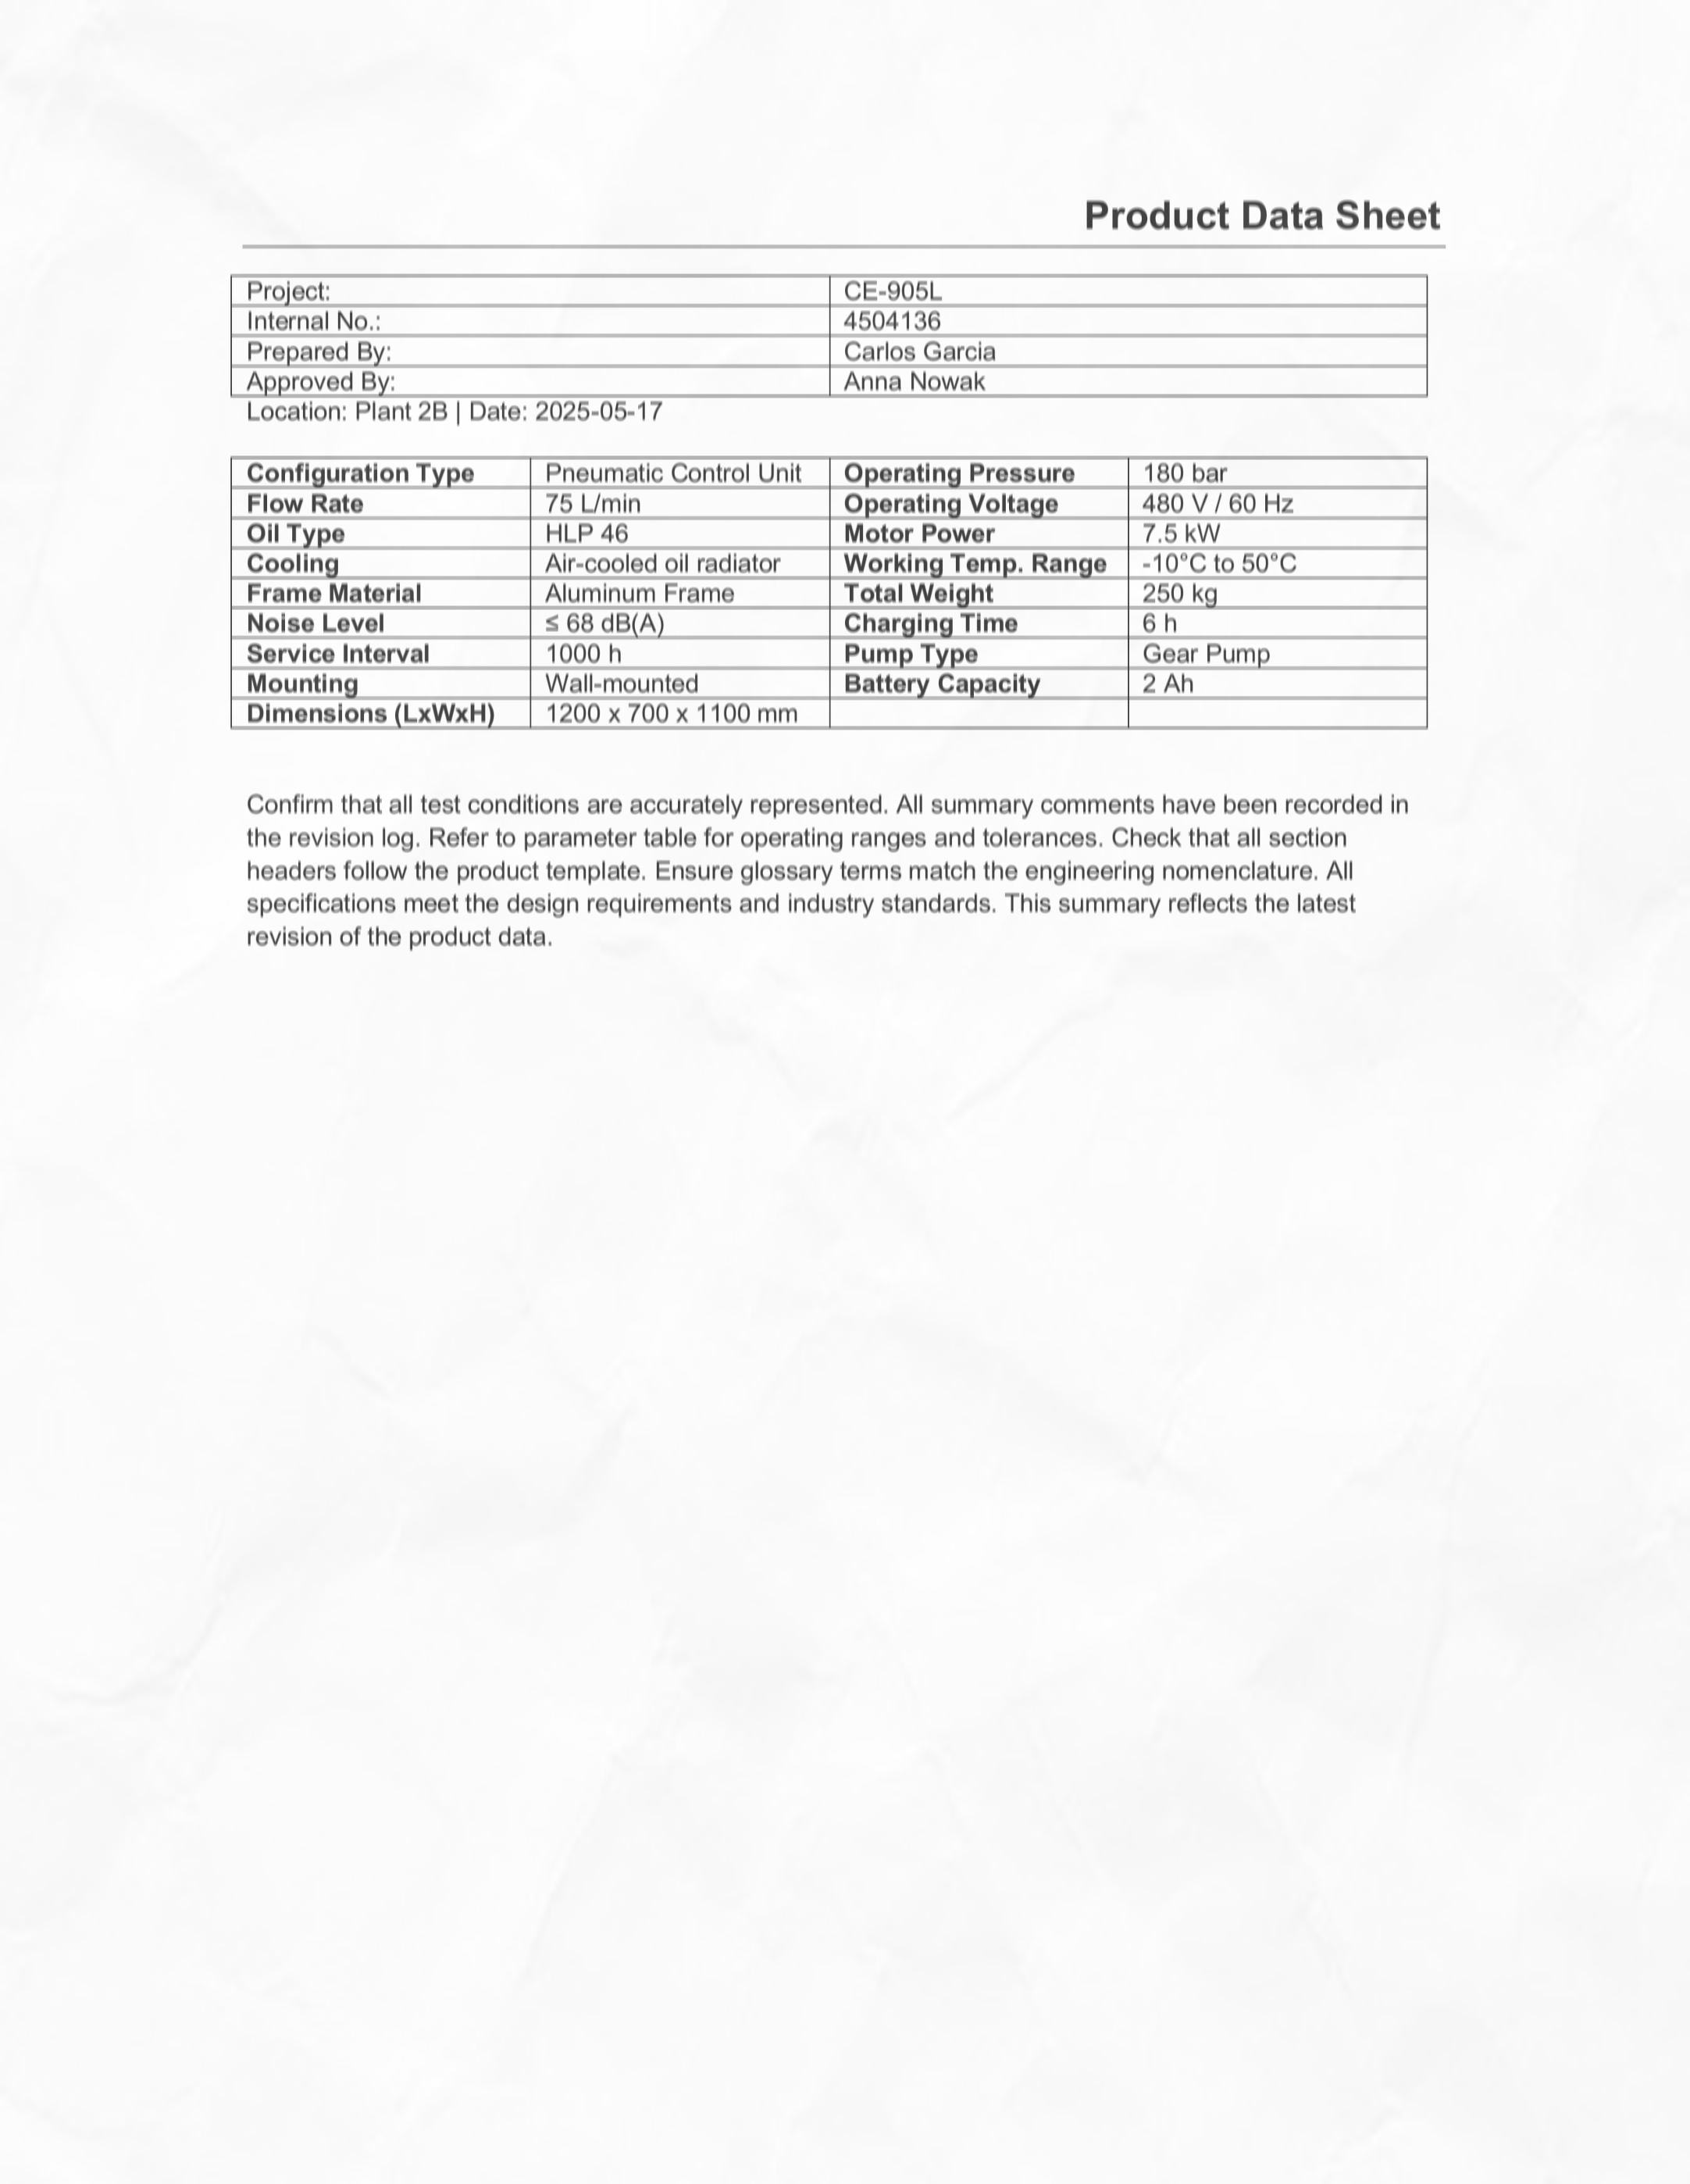 Product Data Sheet
Project: CE-905L
Internal No.: 4504136
Prepared By: Carlos Garcia
Approved By: Anna Nowak
Location: Plant 2B | Date: 2025-05-17
Configuration Type Pneumatic Control Unit Operating Pressure 180 bar
Flow Rate 75 L/min Operating Voltage 480 V / 60 Hz
Oil Type HLP 46 Motor Power 7.5 kW
Cooling Air-cooled oil radiator Working Temp. Range -10°C to 50°C
Frame Material Aluminum Frame Total Weight 250 kg
Noise Level ≤ 68 dB(A) Charging Time 6 h
Service Interval 1000 h Pump Type Gear Pump
Mounting Wall-mounted Battery Capacity 2 Ah
Dimensions (LxWxH) 1200 x 700 x 1100 mm
Confirm that all test conditions are accurately represented. All summary comments have been recorded in
the revision log. Refer to parameter table for operating ranges and tolerances. Check that all section
headers follow the product template. Ensure glossary terms match the engineering nomenclature. All
specifications meet the design requirements and industry standards. This summary reflects the latest
revision of the product data.